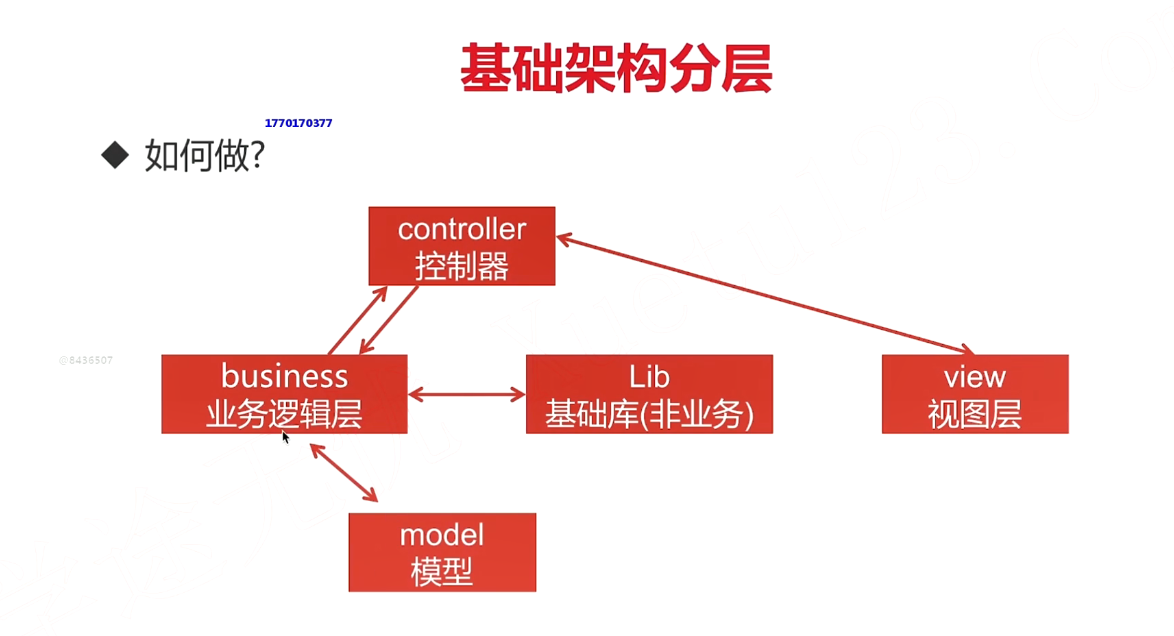 基础架构分层
1770170377
◆ 如何做?
controller
控制器
@8436507
business
业务逻辑层
Lib
基础库(非业务)
view
视图层
model
模型